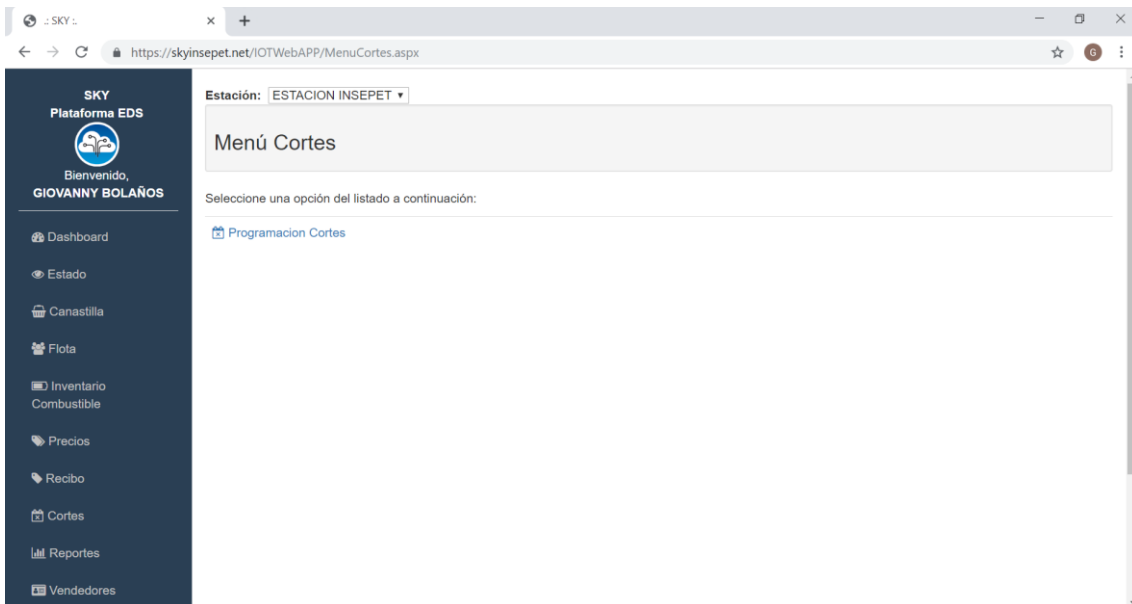 .: SKY :.
https://skyinsepet.net/IOTWebAPP/MenuCortes.aspx
G
SKY
Plataforma EDS
Bienvenido,
GIOVANNY BOLAÑOS
Dashboard
Estado
Canastilla
Flota
Inventario
Combustible
Precios
Recibo
Cortes
Reportes
Vendedores
Estación: ESTACION INSEPET
Menú Cortes
Seleccione una opción del listado a continuación:
Programacion Cortes